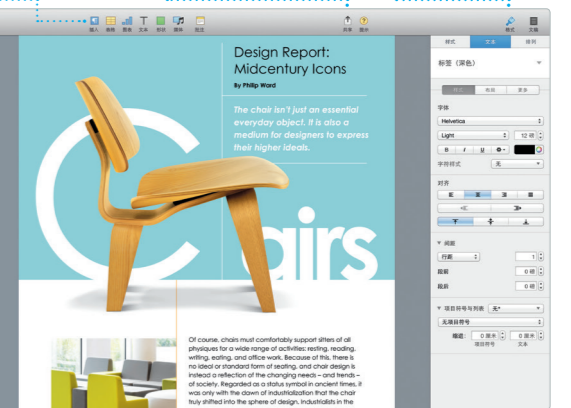 插入 表格 图表 文本 形状 媒体 批注 共享 提示 格式 文稿
Design Report:
Midcentury Icons
By Philip Ward
The chair isn't just an essential
everyday object. It is also a
medium for designers to express
their higher ideals.
C airs
Of course, chairs must comfortably support sitters of all
physiques for a wide range of activities: resting, reading,
writing, eating, and office work. Because of this, there is
no ideal or standard form of seating, and chair design is
instead a reflection of the changing needs – and trends –
of society. Regarded as a status symbol in ancient times, it
was only with the dawn of industrialization that the chair
truly shifted into the sphere of design. Industrialists in the
样式 文本 排列
标签（深色）
样式 布局 更多
字体
Helvetica
Light 12 磅
B I U
字符样式 无
对齐
间距
行距 1
段前 0 磅
段后 0 磅
项目符号与列表 无*
无项目符号
缩进: 0 厘米 0 厘米
项目符号 文本